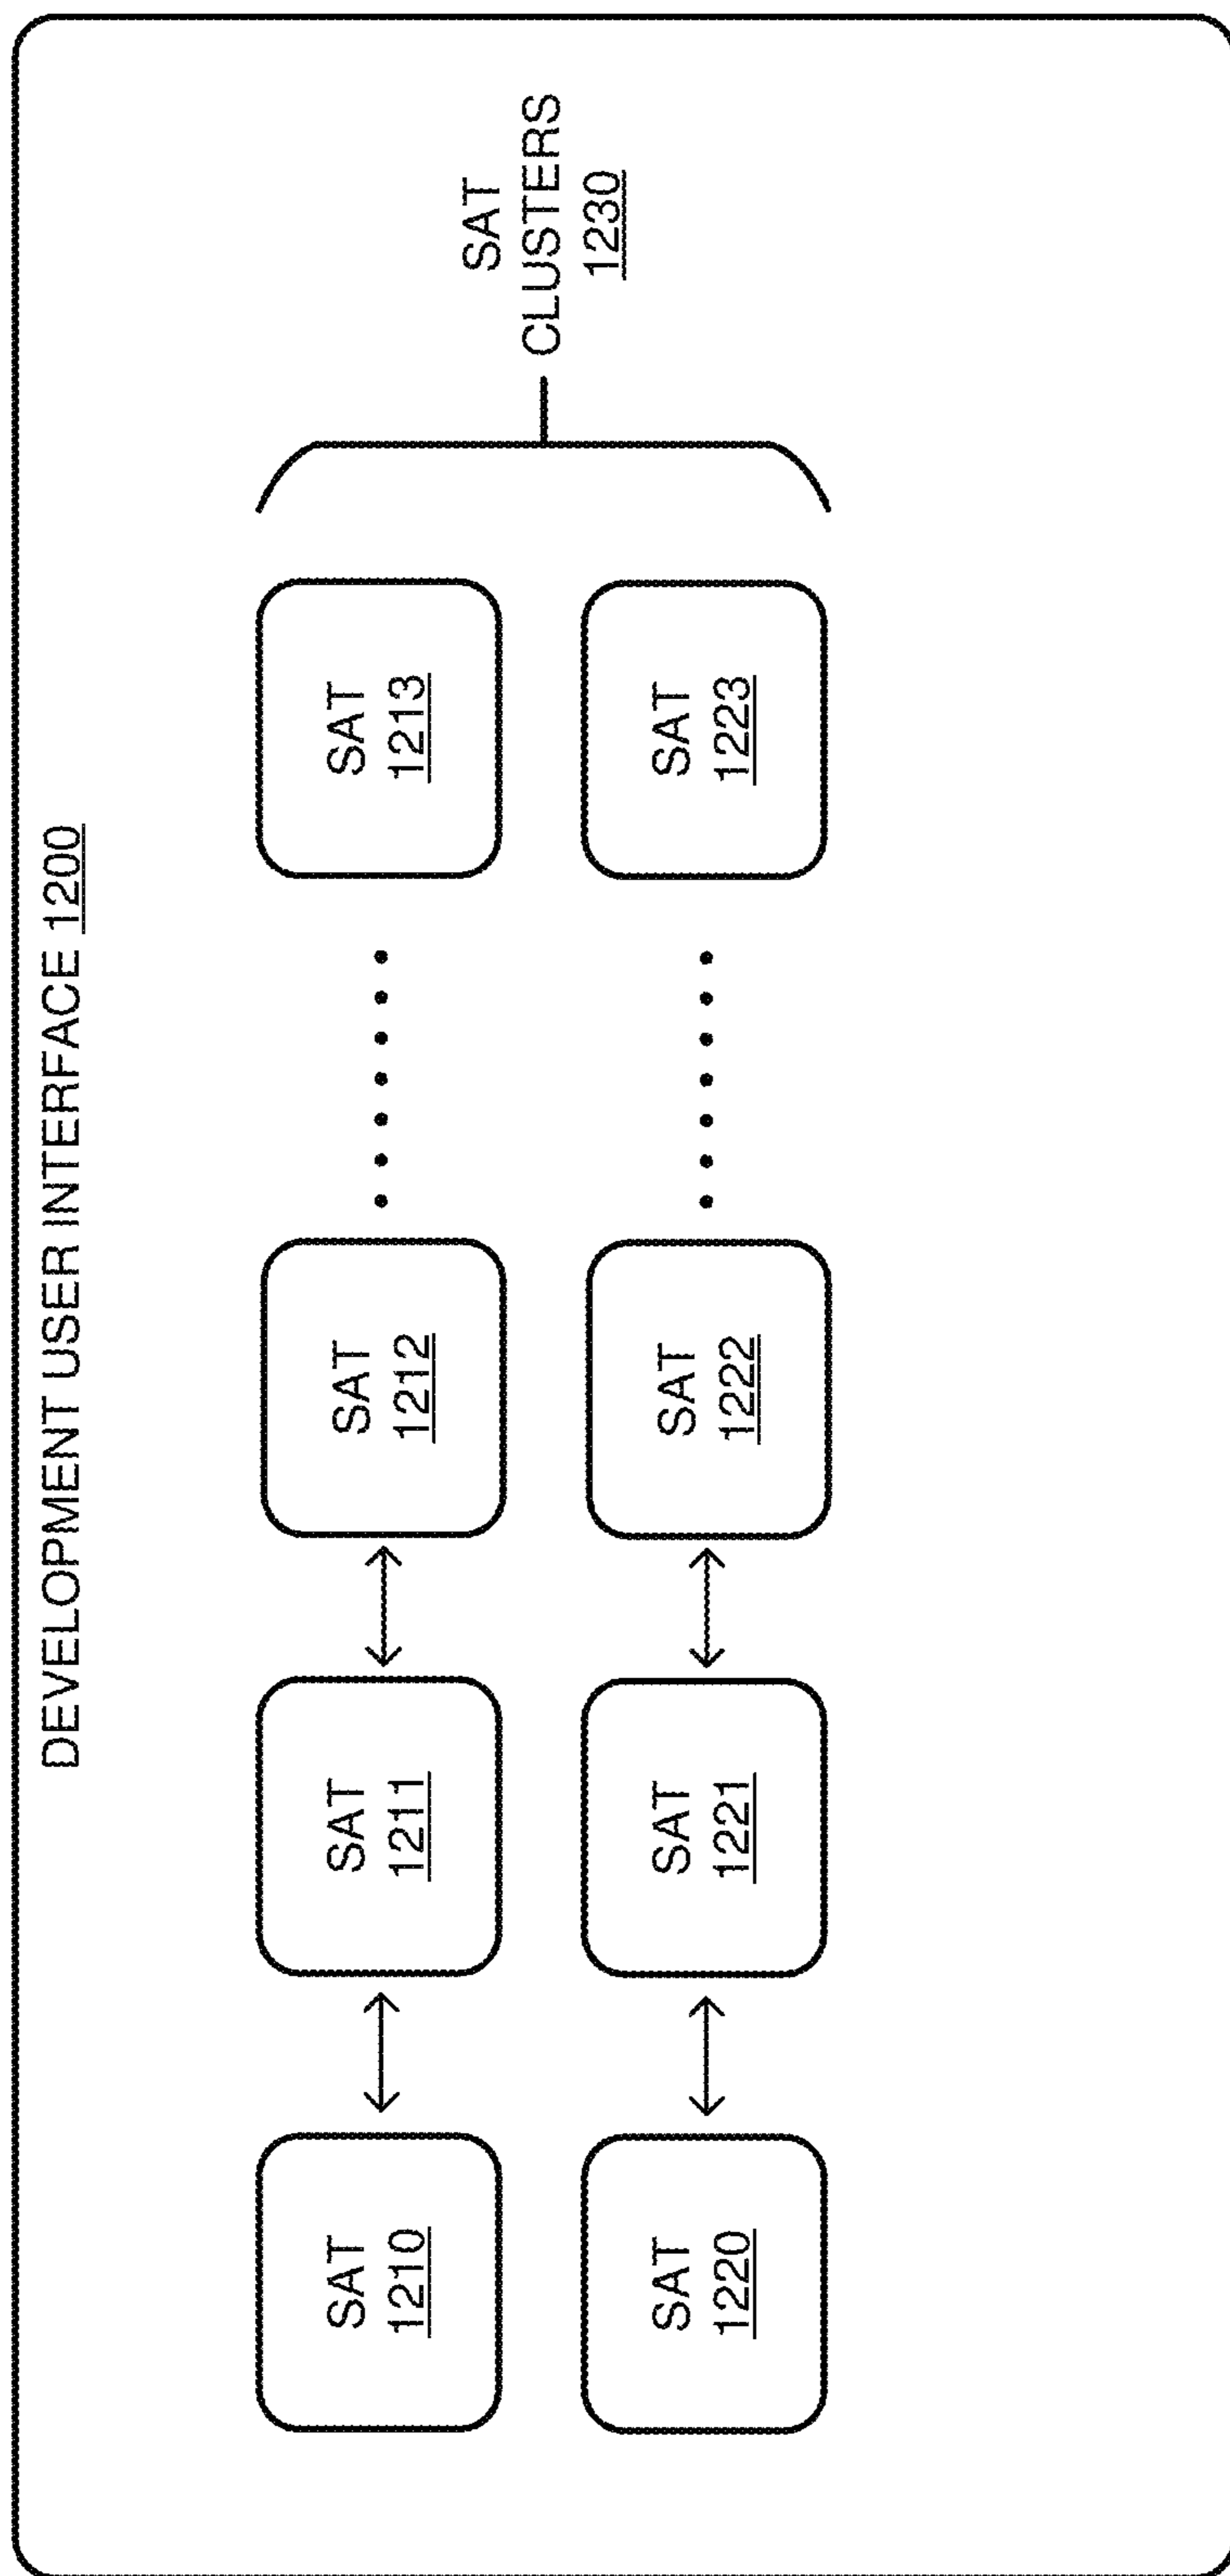 DEVELOPMENT USER INTERFACE 1200
SAT
1210
SAT
1211
SAT
1212
SAT
1213
SAT
1220
SAT
1221
SAT
1222
SAT
1223
SAT
CLUSTERS
1230